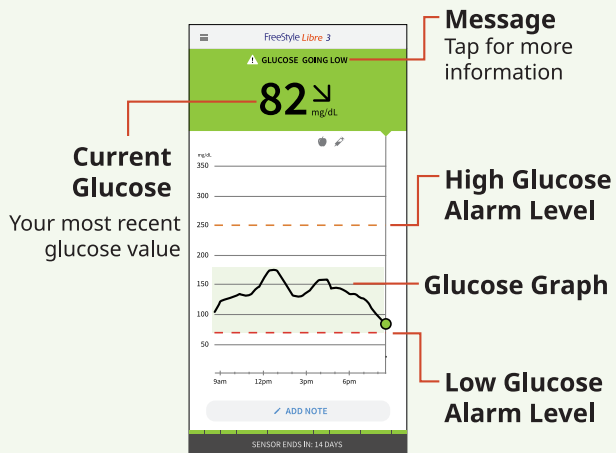 FreeStyle Libre 3
GLUCOSE GOING LOW
82
mg/dL
Message
Tap for more
information
Current
Glucose
Your most recent
glucose value
mg/dL
350
300
250
200
150
100
50
9am 12pm 3pm 6pm
High Glucose
Alarm Level
Glucose Graph
Low Glucose
Alarm Level
ADD NOTE
SENSOR ENDS IN: 14 DAYS